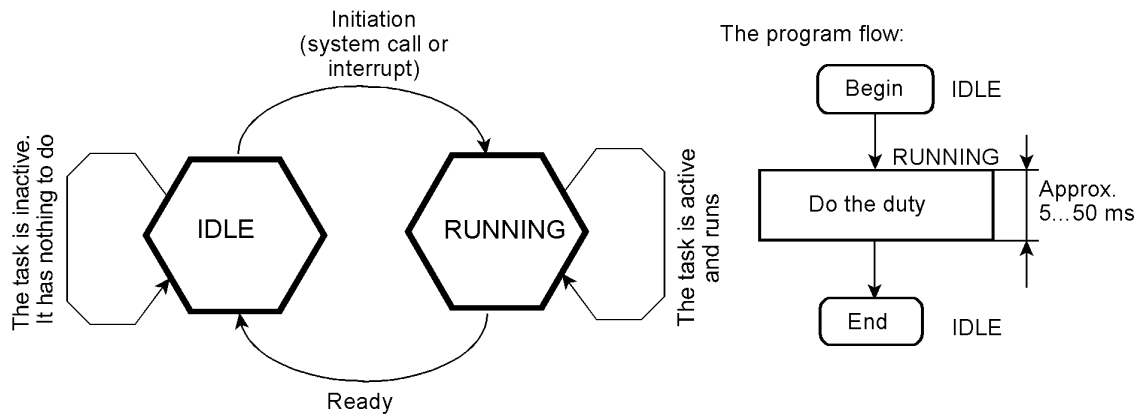 Initiation
(system call or
interrupt)
The task is inactive.
It has nothing to do
IDLE
RUNNING
The task is active
and runs
Ready
The program flow:
Begin
IDLE
RUNNING
Do the duty
Approx.
5...50 ms
End
IDLE